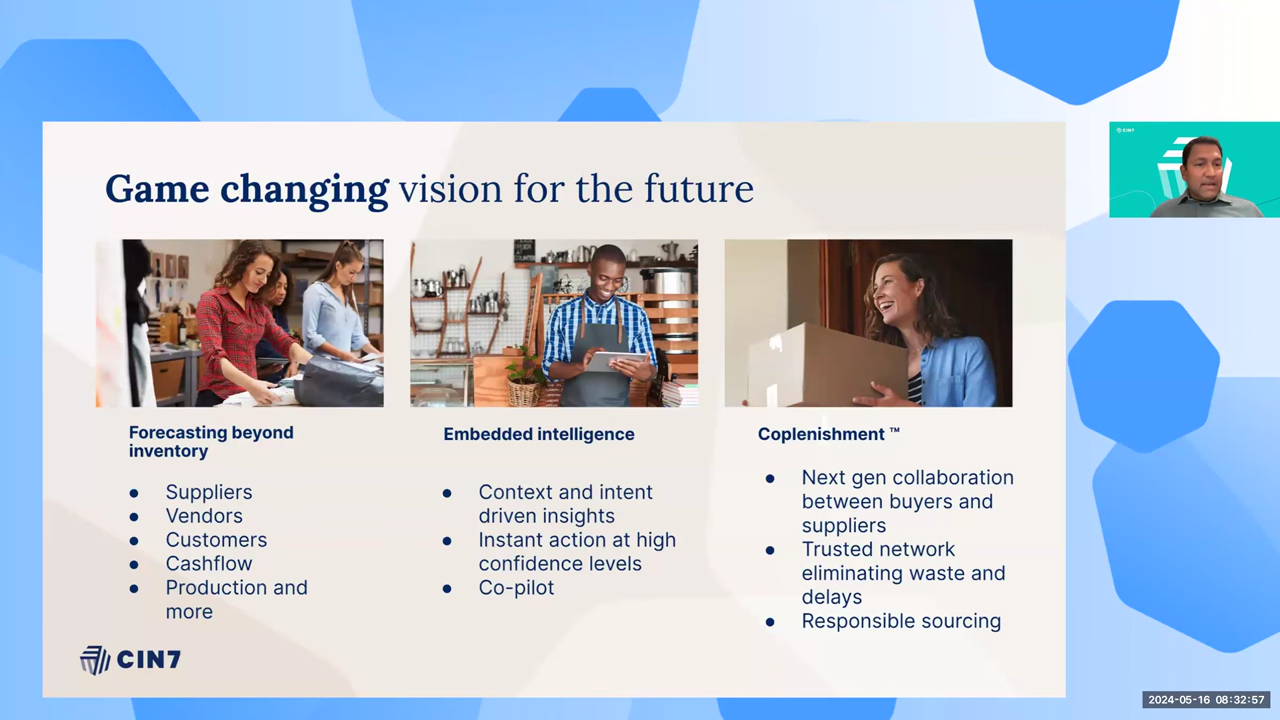 Game changing vision for the future
Forecasting beyond
inventory
Suppliers
Vendors
Customers
Cashflow
Production and
more
Embedded intelligence
Context and intent
driven insights
Instant action at high
confidence levels
Co-pilot
Coplenishment ™
Next gen collaboration
between buyers and
suppliers
Trusted network
eliminating waste and
delays
Responsible sourcing
CIN7
CIN7
2024-05-16 08:32:57